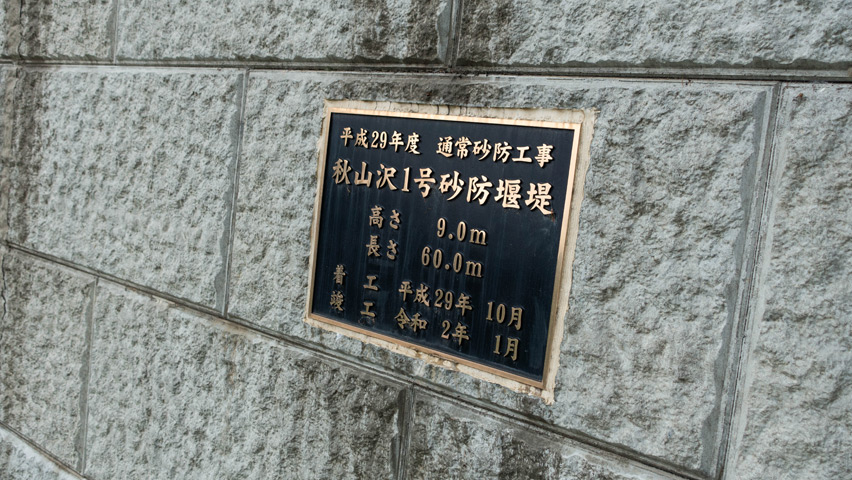 平成29年度 通常砂防工事
秋山沢1号砂防堰堤
高さ 9.0m
長さ 60.0m
着工 平成29年 10月
竣工 令和 2年 1月